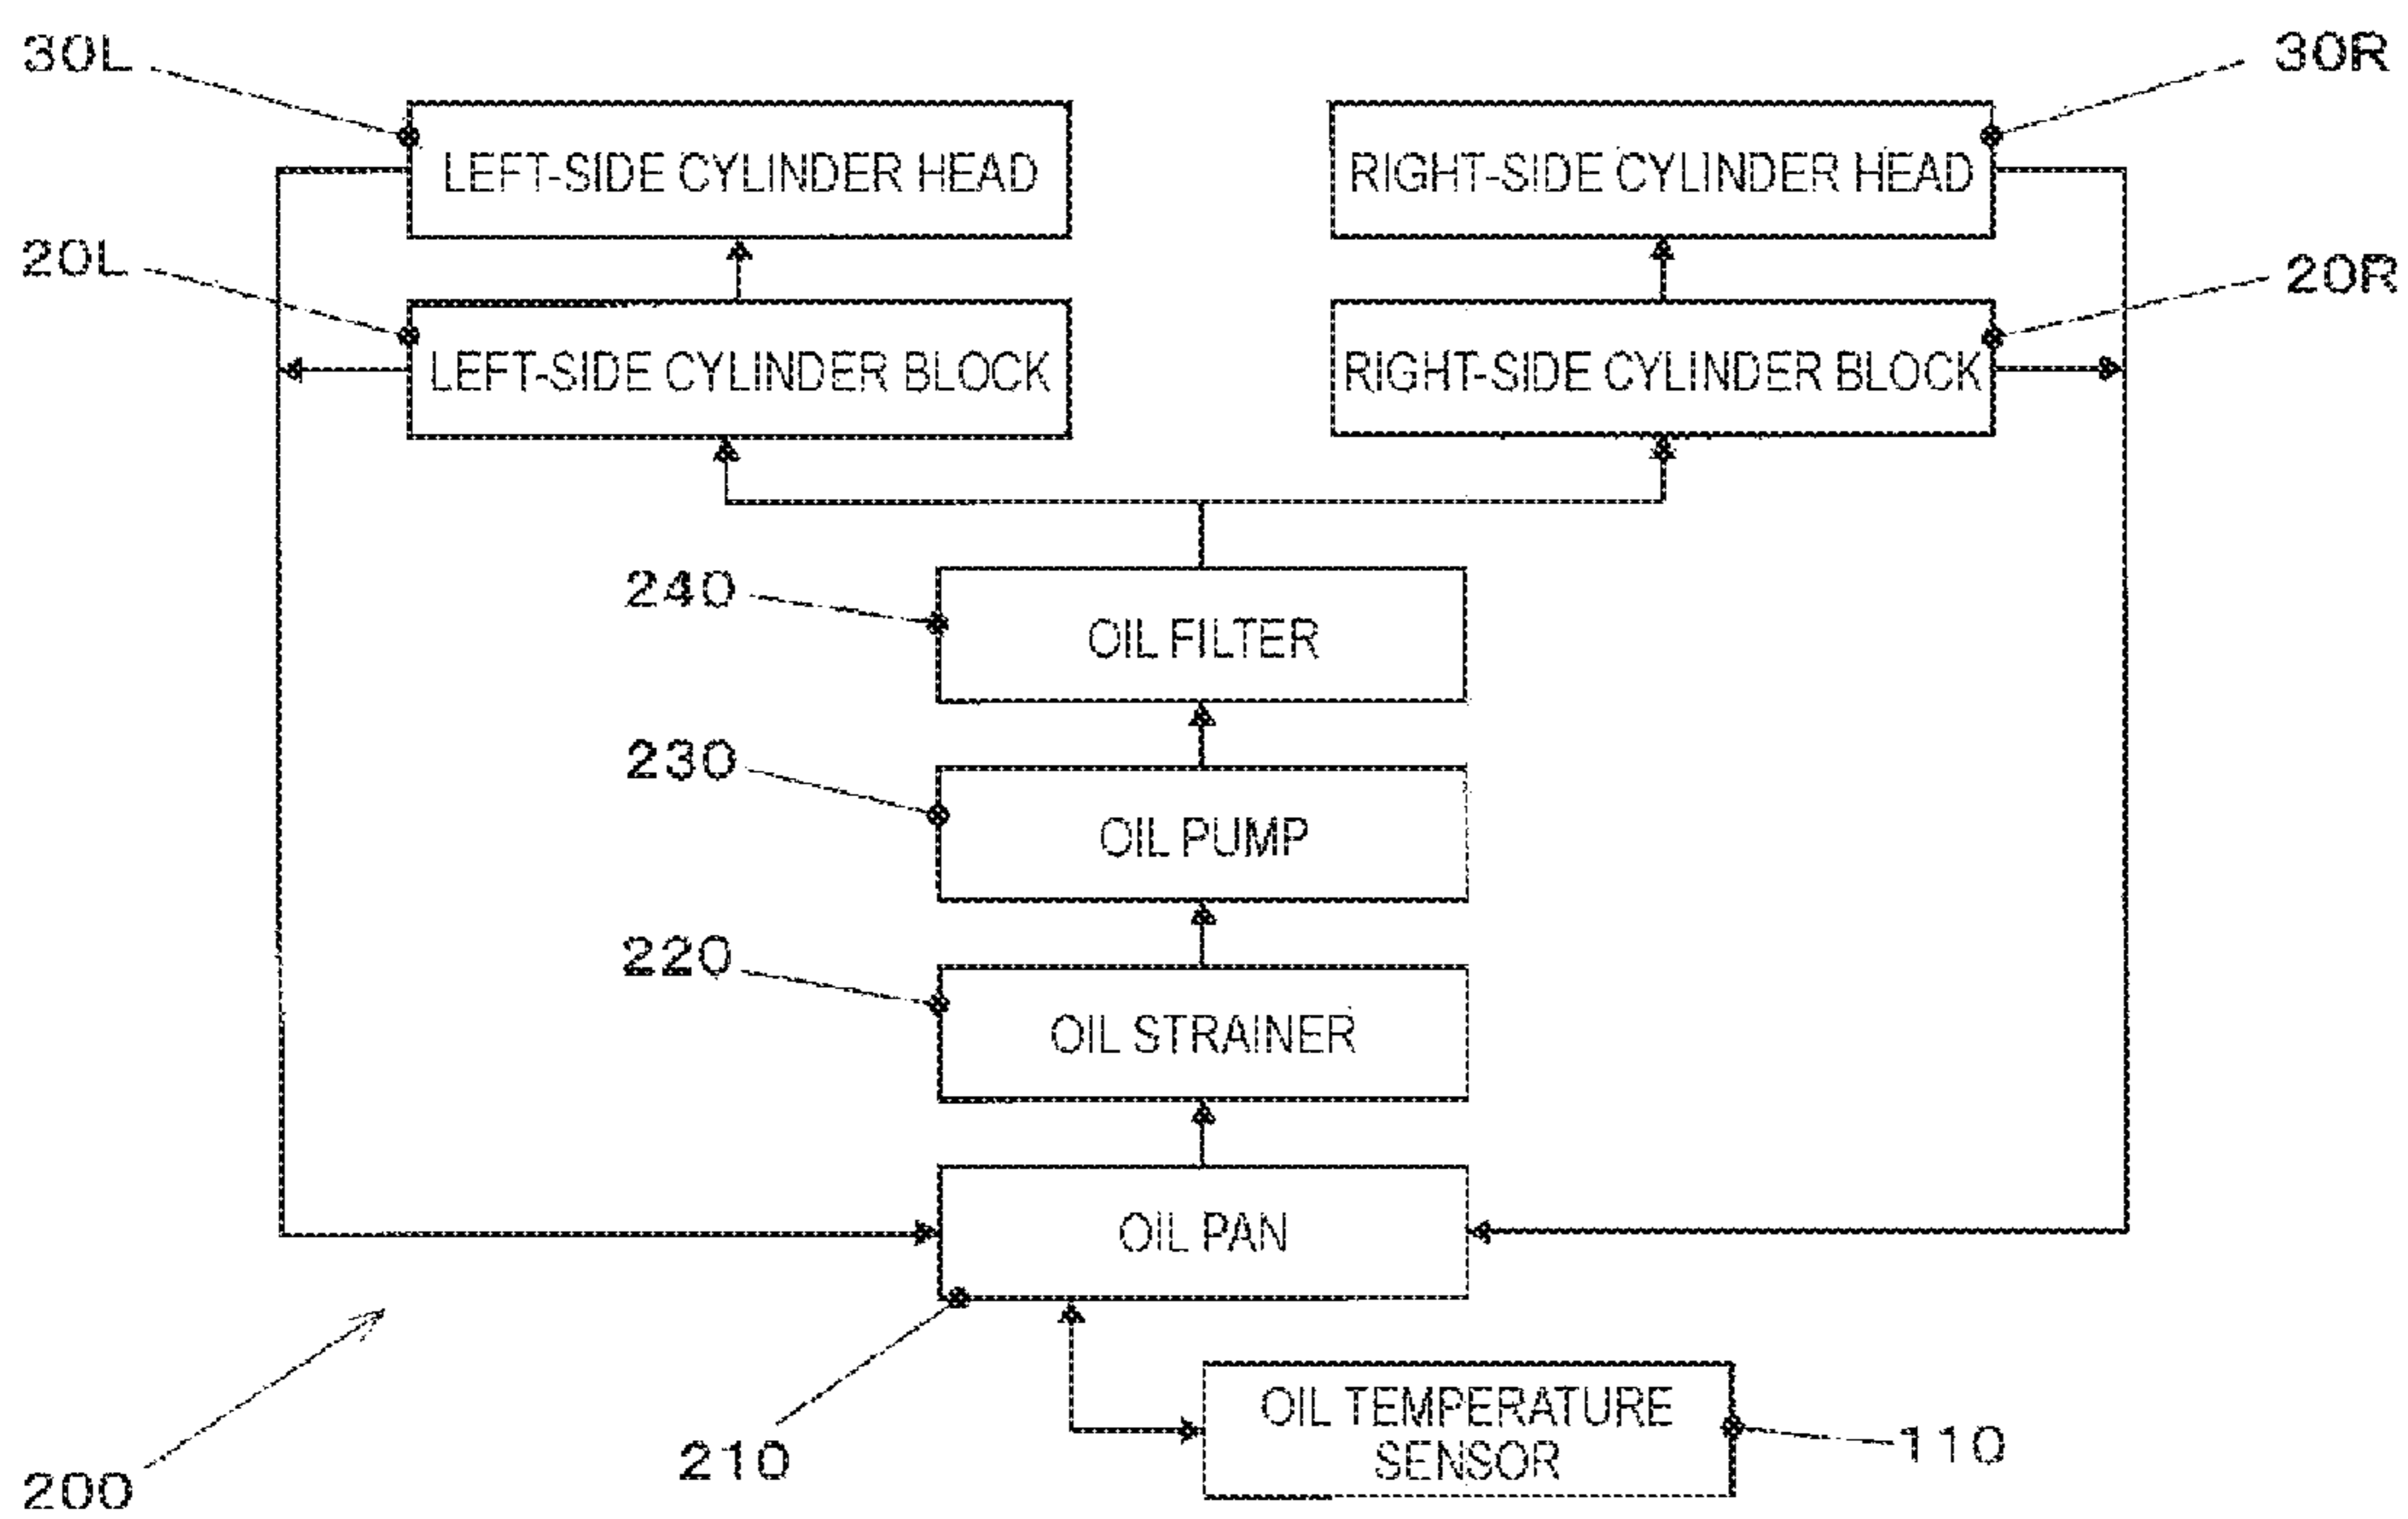 30L
30R
LEFT-SIDE CYLINDER HEAD
RIGHT-SIDE CYLINDER HEAD
20L
20R
LEFT-SIDE CYLINDER BLOCK
RIGHT-SIDE CYLINDER BLOCK
240
OIL FILTER
230
OIL PUMP
220
OIL STRAINER
OIL PAN
210
OIL TEMPERATURE
SENSOR
110
200